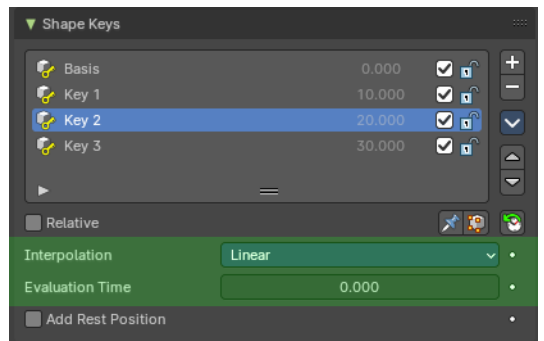 Shape Keys
Basis 0.000
Key 1 10.000
Key 2 20.000
Key 3 30.000
Relative
Interpolation Linear
Evaluation Time 0.000
Add Rest Position